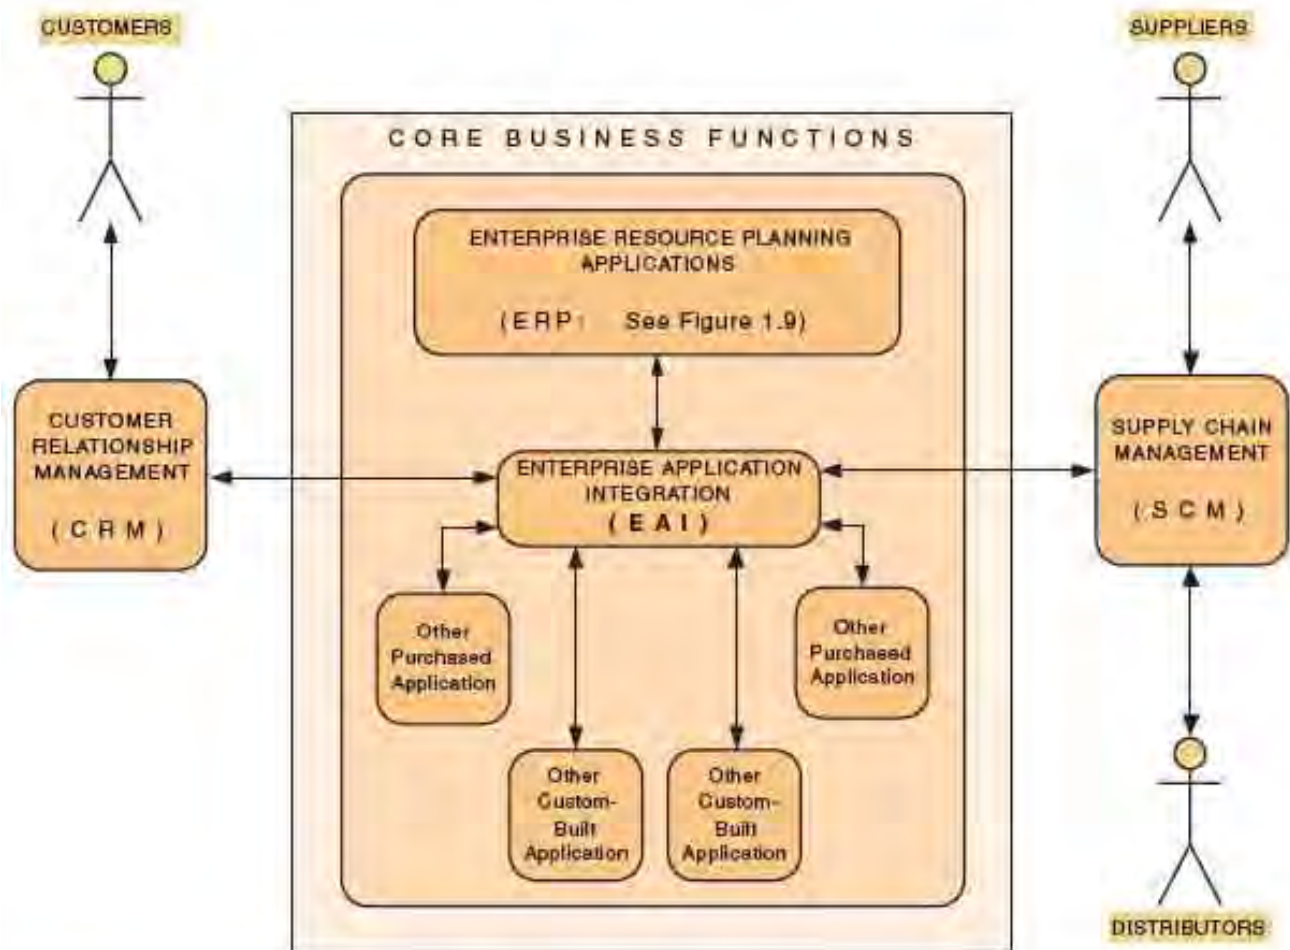 CUSTOMERS
SUPPLIERS
CORE BUSINESS FUNCTIONS
ENTERPRISE RESOURCE PLANNING
APPLICATIONS
(ERP: See Figure 1.9)
CUSTOMER
RELATIONSHIP
MANAGEMENT
(CRM)
ENTERPRISE APPLICATION
INTEGRATION
(EAI)
SUPPLY CHAIN
MANAGEMENT
(SCM)
Other
Purchased
Application
Other
Purchased
Application
Other
Custom-
Built
Application
Other
Custom-
Built
Application
DISTRIBUTORS